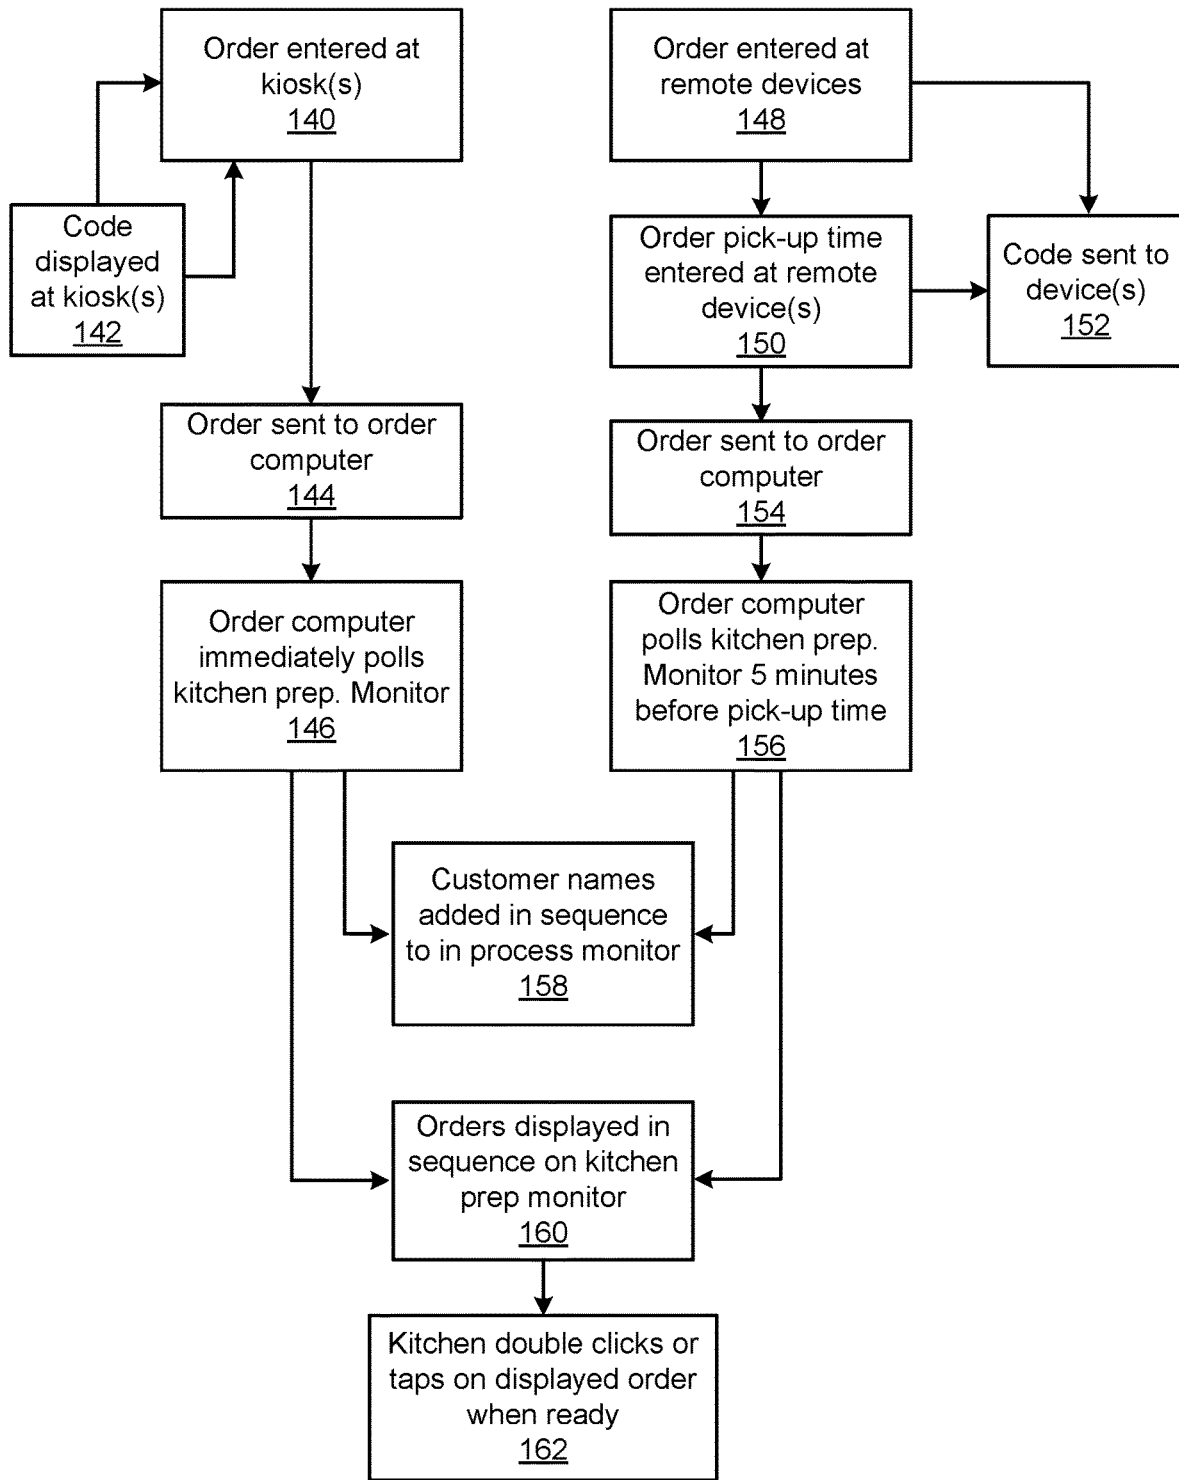 Order entered at
kiosk(s)
140
Code
displayed
at kiosk(s)
142
Order sent to order
computer
144
Order computer
immediately polls
kitchen prep. Monitor
146
Order entered at
remote devices
148
Order pick-up time
entered at remote
device(s)
150
Code sent to
device(s)
152
Order sent to order
computer
154
Order computer
polls kitchen prep.
Monitor 5 minutes
before pick-up time
156
Customer names
added in sequence
to in process monitor
158
Orders displayed in
sequence on kitchen
prep monitor
160
Kitchen double clicks or
taps on displayed order
when ready
162